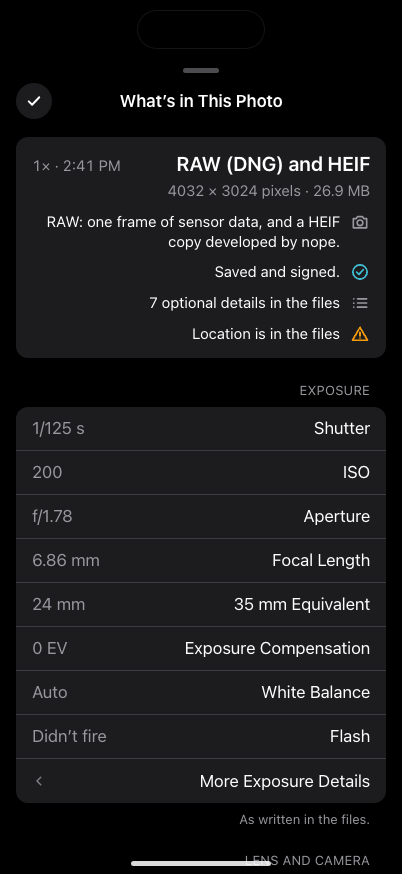 What's in This Photo
RAW (DNG) and HEIF
1× · 2:41 PM
4032 × 3024 pixels · 26.9 MB
RAW: one frame of sensor data, and a HEIF
copy developed by nope.
Saved and signed.
7 optional details in the files
Location is in the files
EXPOSURE
Shutter
1/125 s
ISO
200
Aperture
f/1.78
Focal Length
6.86 mm
35 mm Equivalent
24 mm
Exposure Compensation
0 EV
White Balance
Auto
Flash
Didn't fire
More Exposure Details
As written in the files.
LENS AND CAMERA